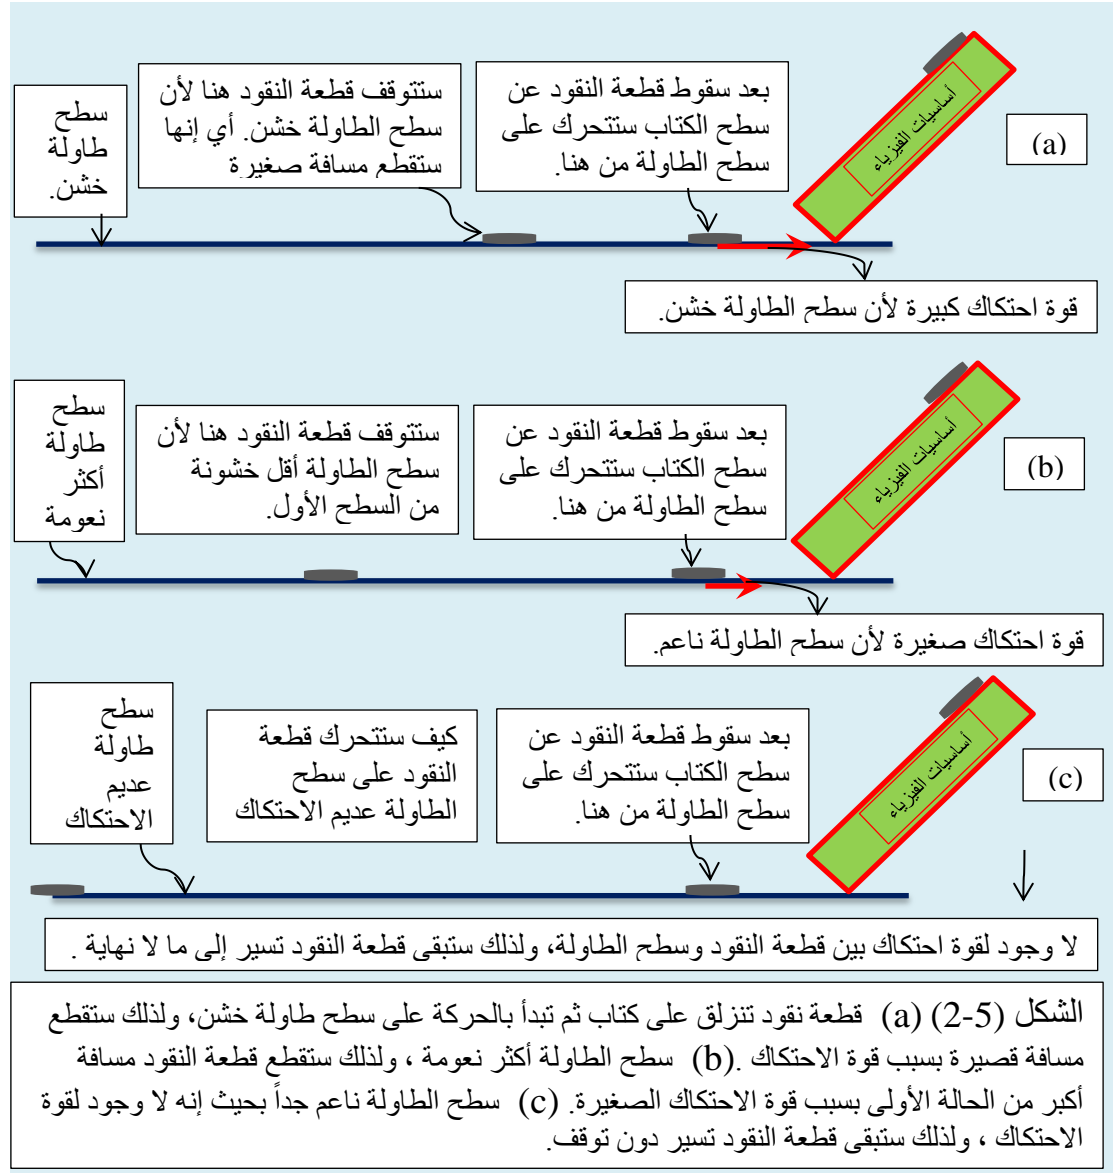 (a)
أساسيات الفيزياء
بعد سقوط قطعة النقود عن
سطح الكتاب ستتحرك على
سطح الطاولة من هنا.
ستتوقف قطعة النقود هنا لأن
سطح الطاولة خشن. أي إنها
ستقطع مسافة صغيرة
سطح
طاولة
خشن.
قوة احتكاك كبيرة لأن سطح الطاولة خشن.
(b)
أساسيات الفيزياء
بعد سقوط قطعة النقود عن
سطح الكتاب ستتحرك على
سطح الطاولة من هنا.
ستتوقف قطعة النقود هنا لأن
سطح الطاولة أقل خشونة
من السطح الأول.
سطح
طاولة
أكثر
نعومة
قوة احتكاك صغيرة لأن سطح الطاولة ناعم.
(c)
أساسيات الفيزياء
بعد سقوط قطعة النقود عن
سطح الكتاب ستتحرك على
سطح الطاولة من هنا.
كيف ستتحرك قطعة
النقود على سطح
الطاولة عديم الاحتكاك
سطح
طاولة
عديم
الاحتكاك
لا وجود لقوة احتكاك بين قطعة النقود وسطح الطاولة، ولذلك ستبقى قطعة النقود تسير إلى ما لا نهاية .
الشكل (2-5) (a) قطعة نقود تنزلق على كتاب ثم تبدأ بالحركة على سطح طاولة خشن، ولذلك ستقطع
مسافة قصيرة بسبب قوة الاحتكاك .(b) سطح الطاولة أكثر نعومة ، ولذلك ستقطع قطعة النقود مسافة
أكبر من الحالة الأولى بسبب قوة الاحتكاك الصغيرة. (c) سطح الطاولة ناعم جداً بحيث إنه لا وجود لقوة
الاحتكاك ، ولذلك ستبقى قطعة النقود تسير دون توقف.